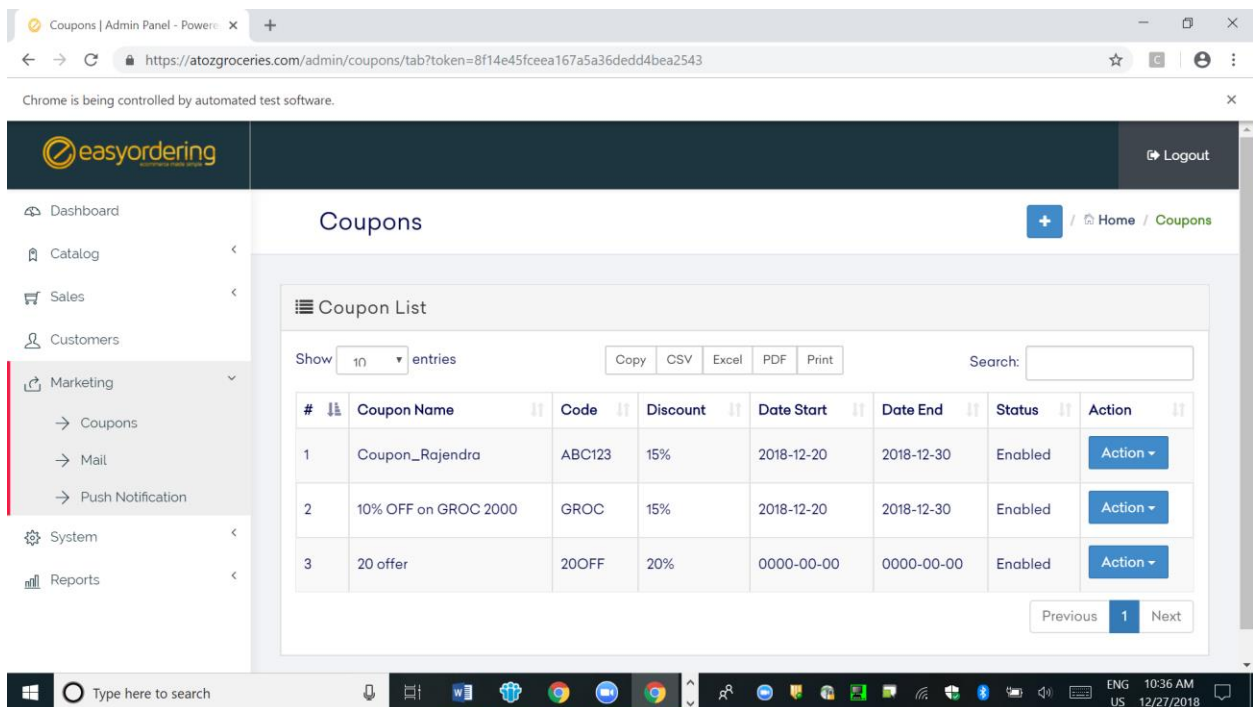 Coupons | Admin Panel - Powere
https://atozgroceries.com/admin/coupons/tab?token=8f14e45fceea167a5a36dedd4bea2543
Chrome is being controlled by automated test software.
easyordering
ecommerce made simple
Logout
Dashboard
Coupons
/ Home / Coupons
Catalog
Sales
Coupon List
Customers
Show 10 entries Copy CSV Excel PDF Print Search:
Marketing
# Coupon Name Code Discount Date Start Date End Status Action
Coupons
1 Coupon_Rajendra ABC123 15% 2018-12-20 2018-12-30 Enabled Action
Mail
Push Notification
2 10% OFF on GROC 2000 GROC 15% 2018-12-20 2018-12-30 Enabled Action
System
3 20 offer 20OFF 20% 0000-00-00 0000-00-00 Enabled Action
Reports
Previous 1 Next
Type here to search
ENG 10:36 AM
US 12/27/2018